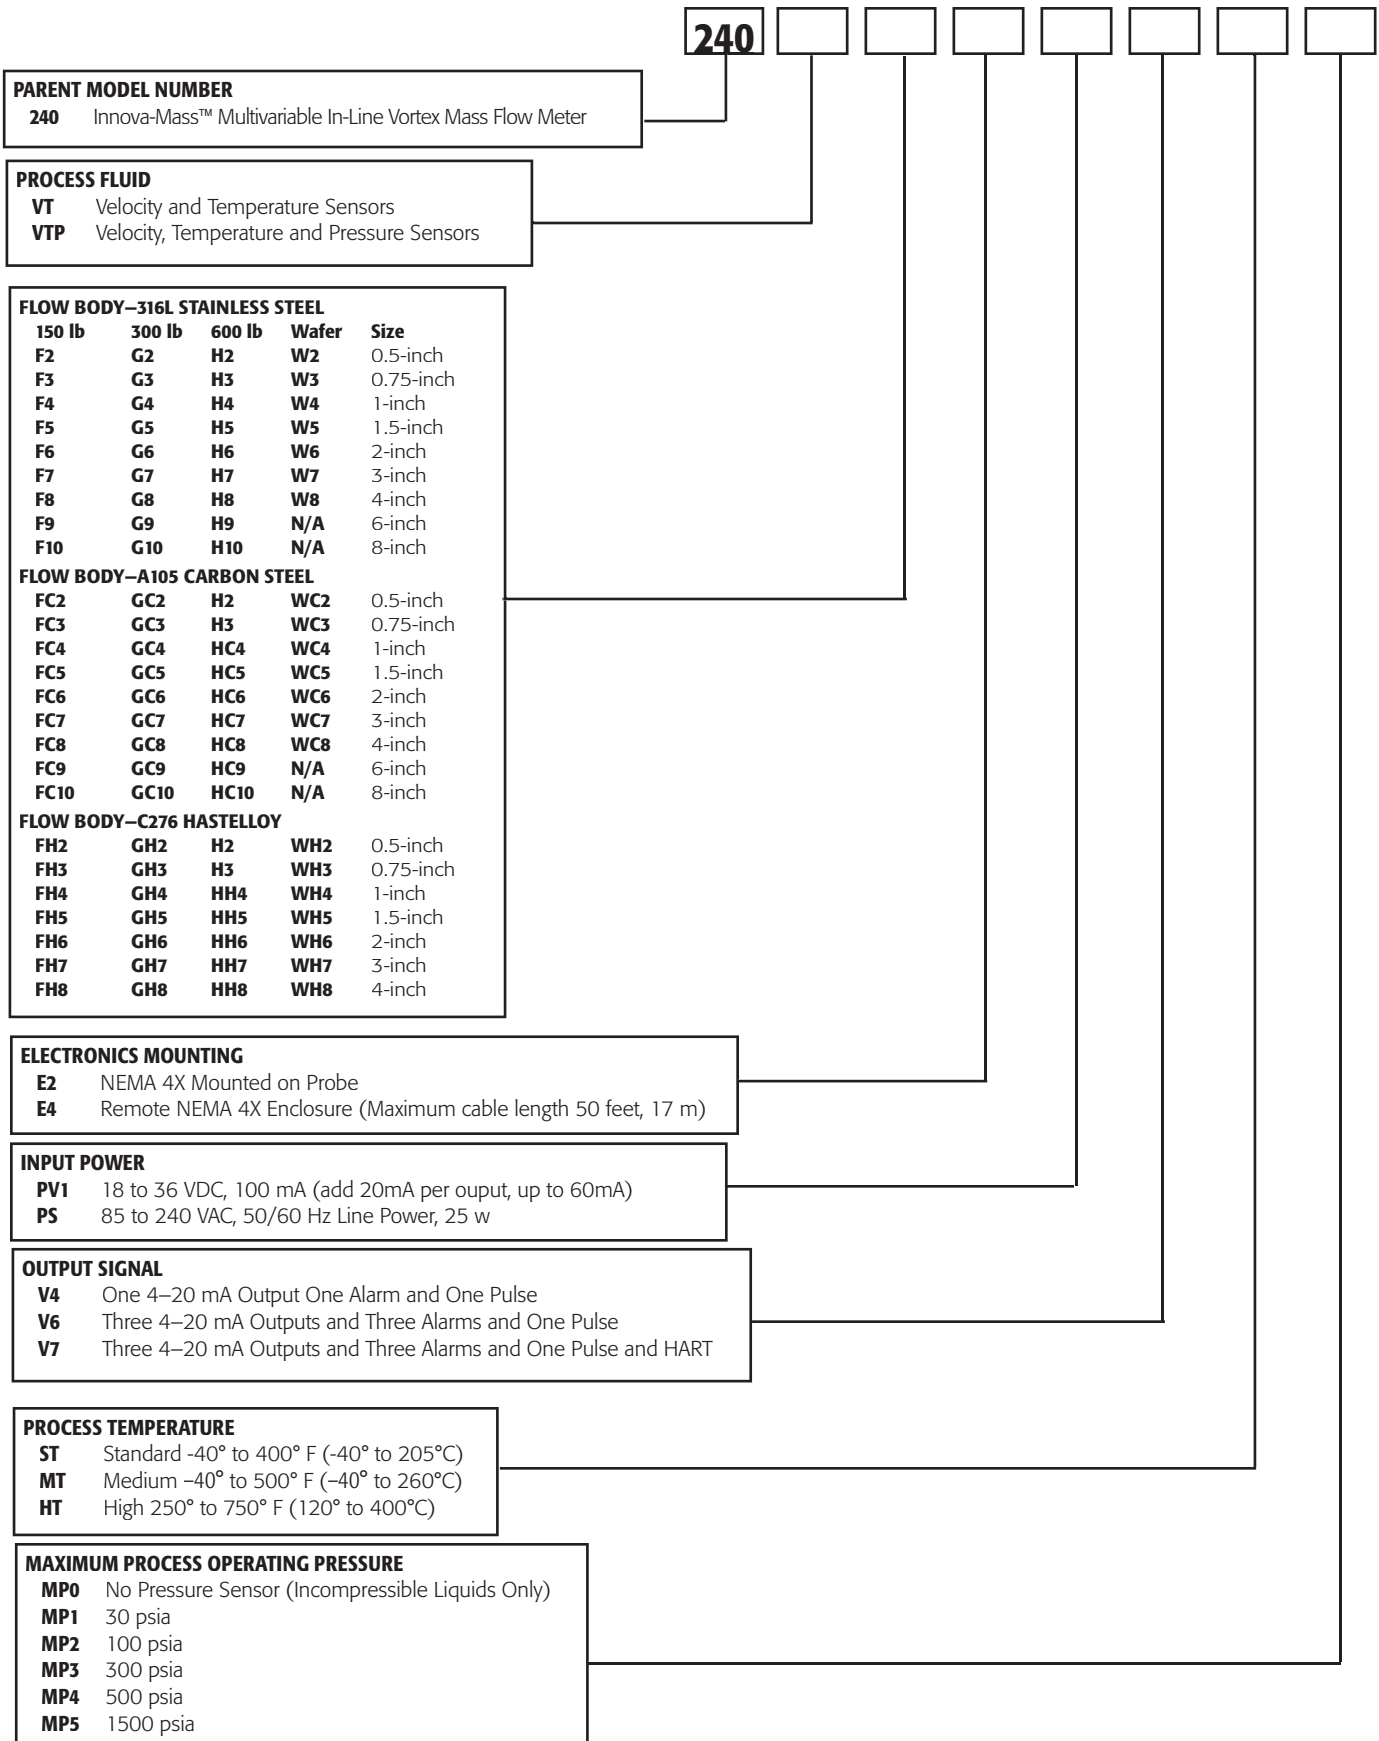 240
PARENT MODEL NUMBER
240 Innova-Mass™ Multivariable In-Line Vortex Mass Flow Meter
PROCESS FLUID
VT Velocity and Temperature Sensors
VTP Velocity, Temperature and Pressure Sensors
FLOW BODY—316L STAINLESS STEEL
150 lb 300 lb 600 lb Wafer Size
F2 G2 H2 W2 0.5-inch
F3 G3 H3 W3 0.75-inch
F4 G4 H4 W4 1-inch
F5 G5 H5 W5 1.5-inch
F6 G6 H6 W6 2-inch
F7 G7 H7 W7 3-inch
F8 G8 H8 W8 4-inch
F9 G9 H9 N/A 6-inch
F10 G10 H10 N/A 8-inch
FLOW BODY—A105 CARBON STEEL
FC2 GC2 H2 WC2 0.5-inch
FC3 GC3 H3 WC3 0.75-inch
FC4 GC4 HC4 WC4 1-inch
FC5 GC5 HC5 WC5 1.5-inch
FC6 GC6 HC6 WC6 2-inch
FC7 GC7 HC7 WC7 3-inch
FC8 GC8 HC8 WC8 4-inch
FC9 GC9 HC9 N/A 6-inch
FC10 GC10 HC10 N/A 8-inch
FLOW BODY—C276 HASTELLOY
FH2 GH2 H2 WH2 0.5-inch
FH3 GH3 H3 WH3 0.75-inch
FH4 GH4 HH4 WH4 1-inch
FH5 GH5 HH5 WH5 1.5-inch
FH6 GH6 HH6 WH6 2-inch
FH7 GH7 HH7 WH7 3-inch
FH8 GH8 HH8 WH8 4-inch
ELECTRONICS MOUNTING
E2 NEMA 4X Mounted on Probe
E4 Remote NEMA 4X Enclosure (Maximum cable length 50 feet, 17 m)
INPUT POWER
PV1 18 to 36 VDC, 100 mA (add 20mA per ouput, up to 60mA)
PS 85 to 240 VAC, 50/60 Hz Line Power, 25 w
OUTPUT SIGNAL
V4 One 4—20 mA Output One Alarm and One Pulse
V6 Three 4—20 mA Outputs and Three Alarms and One Pulse
V7 Three 4—20 mA Outputs and Three Alarms and One Pulse and HART
PROCESS TEMPERATURE
ST Standard -40° to 400° F (-40° to 205°C)
MT Medium –40° to 500° F (–40° to 260°C)
HT High 250° to 750° F (120° to 400°C)
MAXIMUM PROCESS OPERATING PRESSURE
MP0 No Pressure Sensor (Incompressible Liquids Only)
MP1 30 psia
MP2 100 psia
MP3 300 psia
MP4 500 psia
MP5 1500 psia